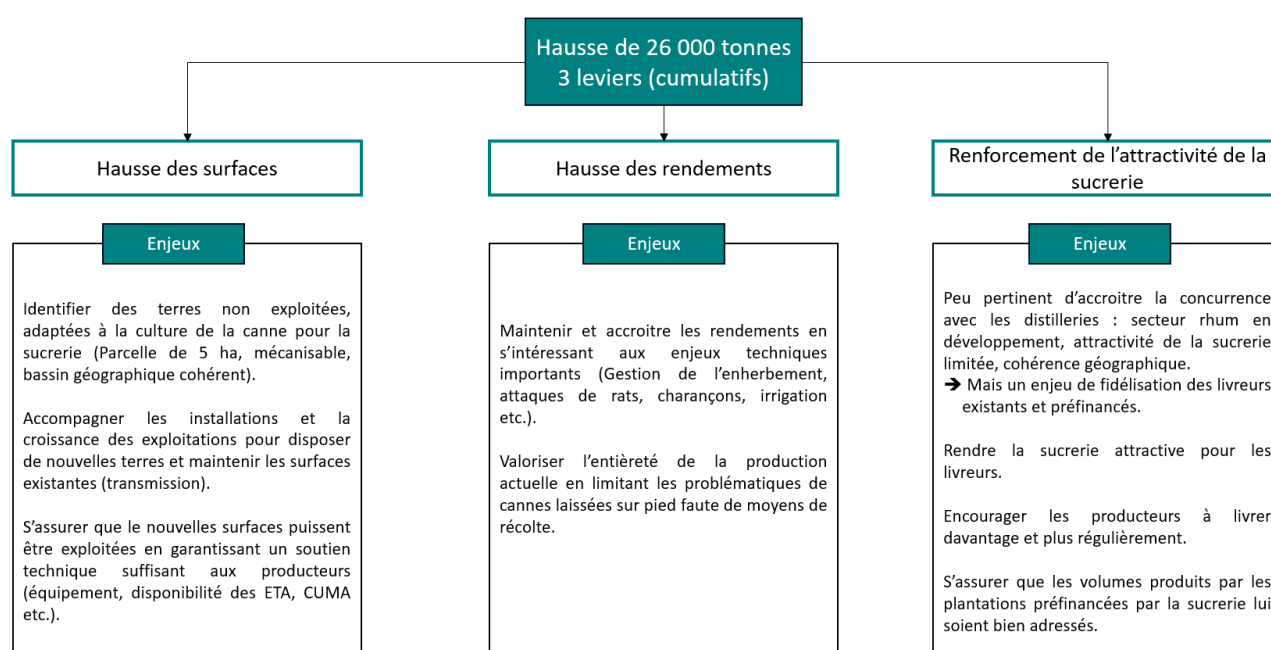 Hausse de 26 000 tonnes
3 leviers (cumulatifs)
Hausse des surfaces
Enjeux
Identifier des terres non exploitées,
adaptées à la culture de la canne pour la
sucrerie (Parcelle de 5 ha, mécanisable,
bassin géographique cohérent).
Accompagner les installations et la
croissance des exploitations pour disposer
de nouvelles terres et maintenir les surfaces
existantes (transmission).
S’assurer que le nouvelles surfaces puissent
être exploitées en garantissant un soutien
technique suffisant aux producteurs
(équipement, disponibilité des ETA, CUMA
etc.).
Hausse des rendements
Enjeux
Maintenir et accroitre les rendements en
s’intéressant aux enjeux techniques
importants (Gestion de l’enherbement,
attaques de rats, charançons, irrigation
etc.).
Valoriser l’entièreté de la production
actuelle en limitant les problématiques de
cannes laissées sur pied faute de moyens de
récolte.
Renforcement de l’attractivité de la
sucrerie
Enjeux
Peu pertinent d’accroitre la concurrence
avec les distilleries : secteur rhum en
développement, attractivité de la sucrerie
limitée, cohérence géographique.
➔ Mais un enjeu de fidélisation des livreurs
existants et préfinancés.
Rendre la sucrerie attractive pour les
livreurs.
Encourager les producteurs à livrer
davantage et plus régulièrement.
S’assurer que les volumes produits par les
plantations préfinancées par la sucrerie lui
soient bien adressés.